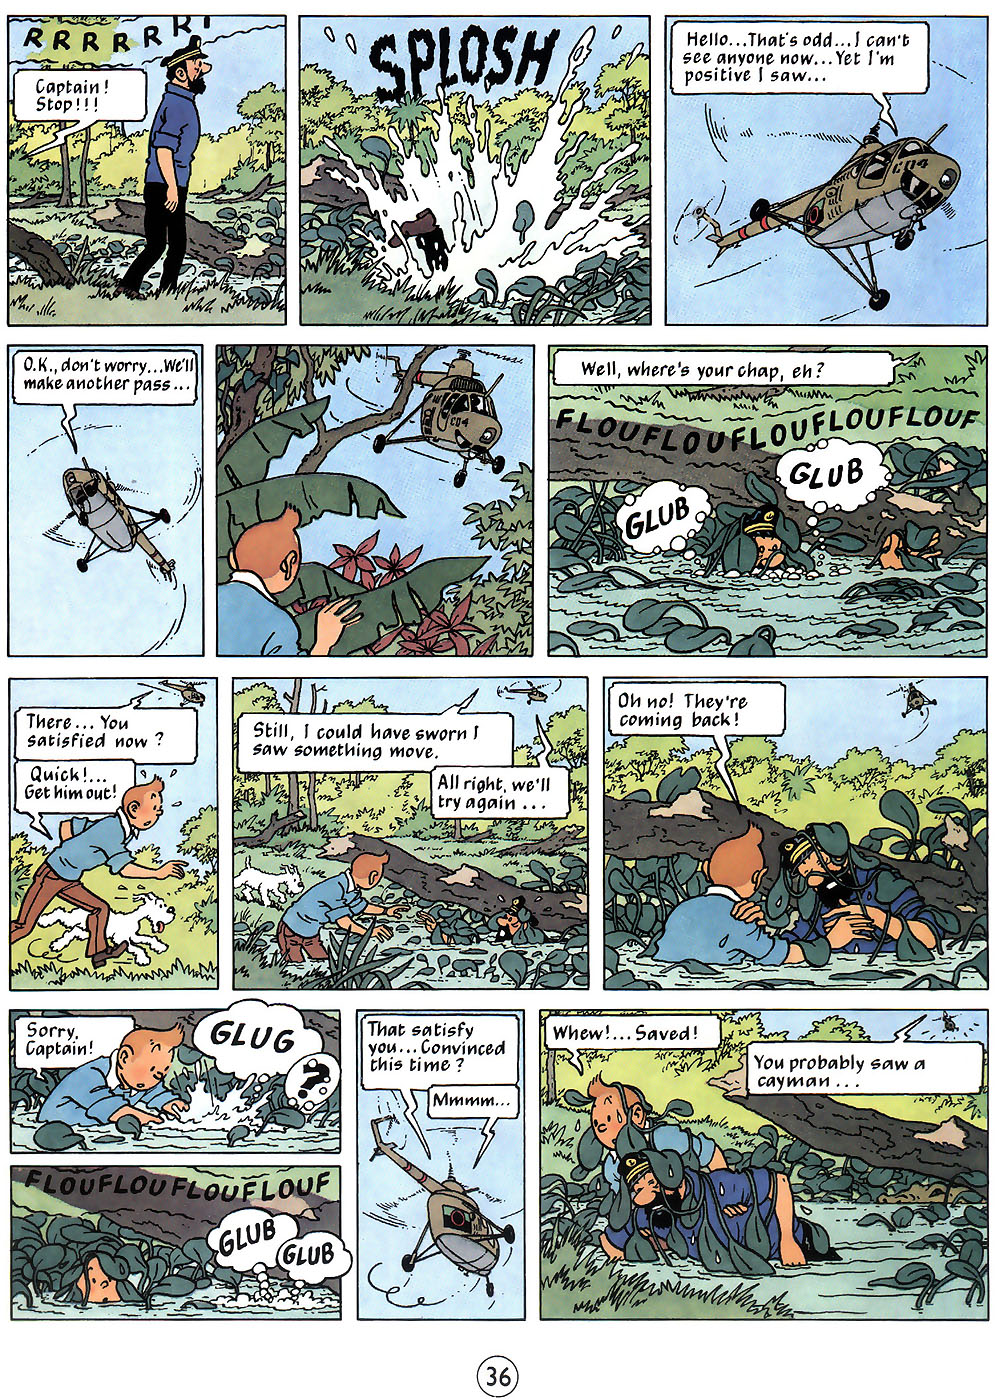 RRRRRRR
Captain!
Stop!!!
SPLOSH
Hello...That's odd...I can't
see anyone now...Yet I'm
positive I saw...
CD4
O.K., don't worry...We'll
make another pass...
CD4
Well, where's your chap, eh?
FLOUFLOUFLOUFLOUFLOUF
GLUB
GLUB
There... You
satisfied now?
Quick!...
Get him out!
Still, I could have sworn I
saw something move.
All right, we'll
try again...
Oh no! They're
coming back!
Sorry,
Captain!
GLUG
?
FLOUFLOUFLOUFLOUF
GLUB
GLUB
That satisfy
you...Convinced
this time?
Mmmm...
Whew!... Saved!
You probably saw a
cayman...
36